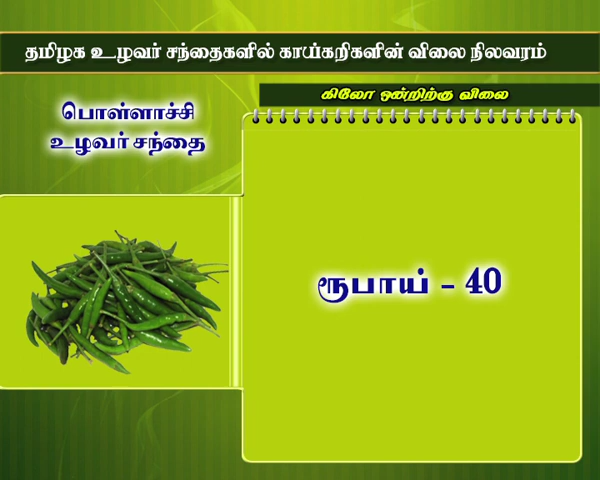 தமிழக உழவர் சந்தைகளில் காய்கறிகளின் விலை நிலவரம்
கிலோ ஒன்றிற்கு விலை
பொள்ளாச்சி
உழவர் சந்தை
ரூபாய் - 40